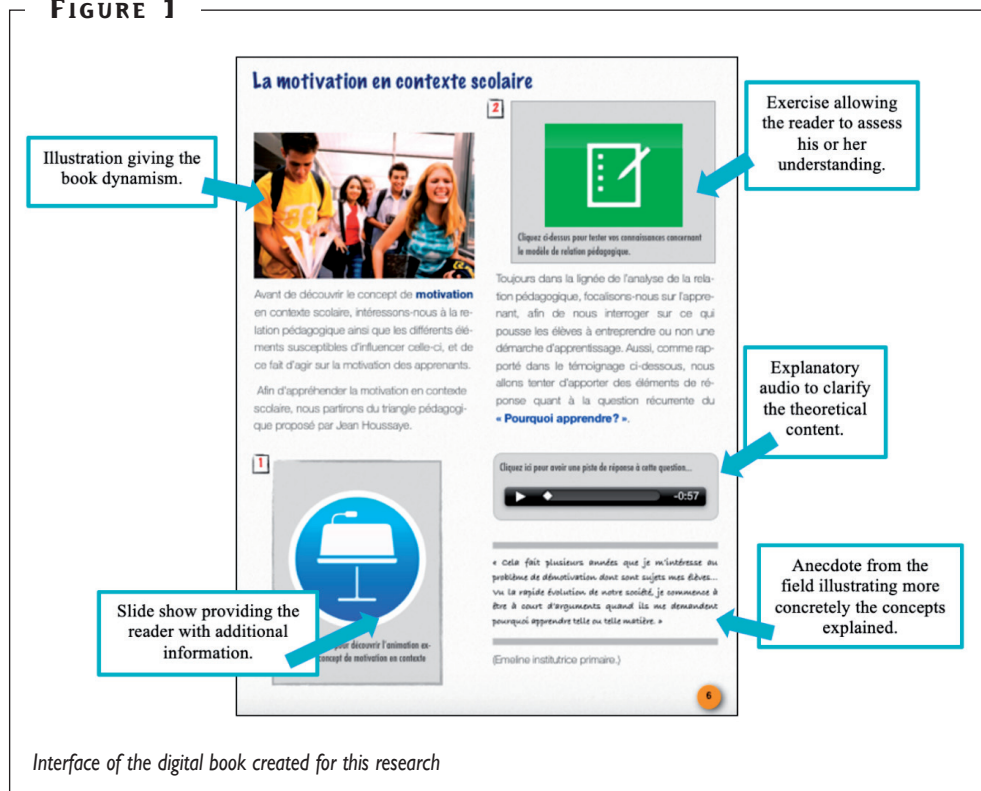 FIGURE 1
La motivation en contexte scolaire
Illustration giving the
book dynamism.
Avant de découvrir le concept de motivation
en contexte scolaire, intéressons-nous à la re-
lation pédagogique ainsi que les différents élé-
ments susceptibles d'influencer celle-ci, et de
ce fait d'agir sur la motivation des apprenants.
Afin d'appréhender la motivation en contexte
scolaire, nous partirons du triangle pédagogi-
que proposé par Jean Houssaye.
1
Slide show providing the
reader with additional
information.
pour découvrir l'animation ex-
concept de motivation en contexte
2
Exercise allowing
the reader to assess
his or her
understanding.
Cliquez ci-dessus pour tester vos connaissances concernant
le modèle de relation pédagogique.
Toujours dans la lignée de l'analyse de la rela-
tion pédagogique, focalisons-nous sur l'appre-
nant, afin de nous interroger sur ce qui
pousse les élèves à entreprendre ou non une
démarche d'apprentissage. Aussi, comme rap-
porté dans le témoignage ci-dessous, nous
allons tenter d'apporter des éléments de ré-
ponse quant à la question récurrente du
« Pourquoi apprendre? ».
Explanatory
audio to clarify
the theoretical
content.
Cliquez ici pour avoir une piste de réponse à cette question...
-0:57
« Cela fait plusieurs années que je m'intéresse au
problème de démotivation dont sont sujets mes élèves...
Vu la rapide évolution de notre société, je commence à
être à court d'arguments quand ils me demandent
pourquoi apprendre telle ou telle matière. »
Anecdote from the
field illustrating more
concretely the concepts
explained.
(Emeline institutrice primaire.)
6
Interface of the digital book created for this research